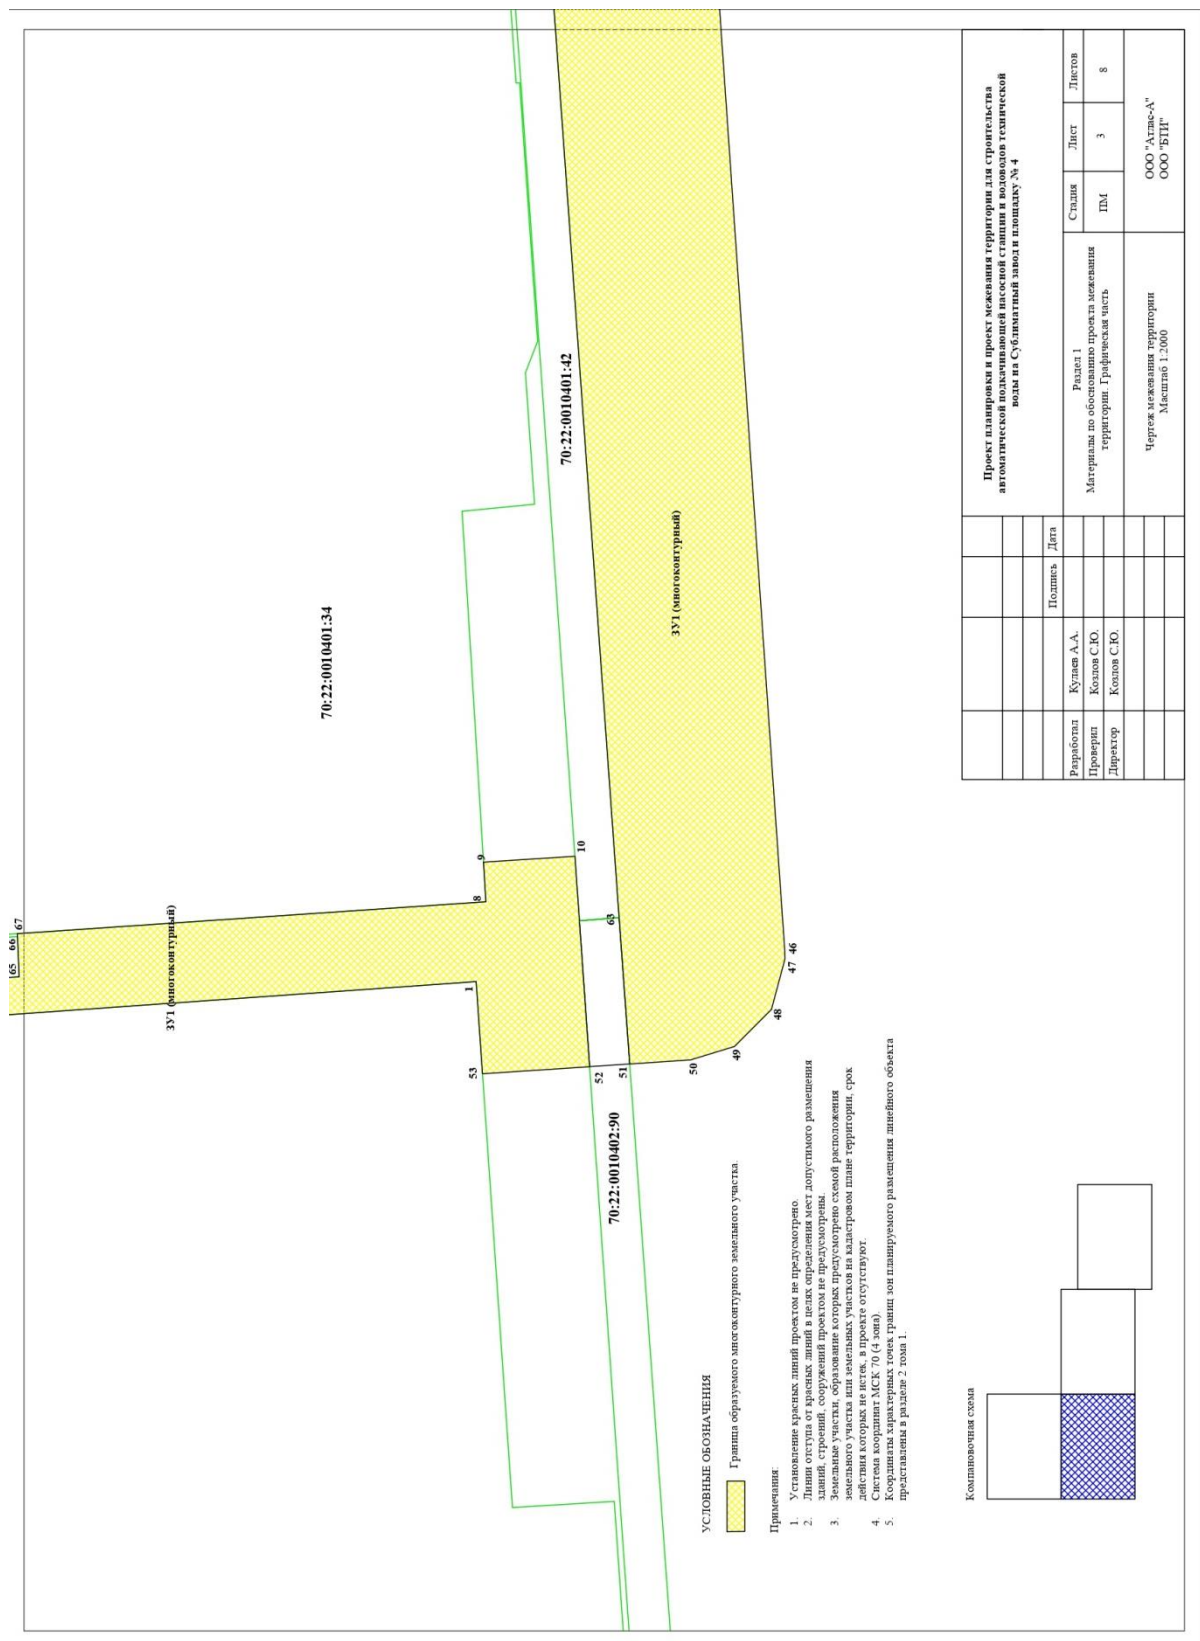 65
66
67
ЗУ1 (многоконтурный)
70:22:0010401:34
1
8
9
10
53
52
51
63
50
49
48
47
46
70:22:0010401:42
ЗУ1 (многоконтурный)
70:22:0010402:90
УСЛОВНЫЕ ОБОЗНАЧЕНИЯ
Граница образуемого многоконтурного земельного участка.
Примечания:
1. Установление красных линий проектом не предусмотрено.
2. Линии отступа от красных линий в целях определения мест допустимого размещения
зданий, строений, сооружений проектом не предусмотрены.
3. Земельные участки, образование которых предусмотрено схемой расположения
земельного участка или земельных участков на кадастровом плане территории, срок
действия которых не истек, в проекте отсутствуют.
4. Система координат МСК 70 (4 зона).
5. Координаты характерных точек границ зон планируемого размещения линейного объекта
представлены в разделе 2 тома 1.
Компановочная схема
Проект планировки и проект межевания территории для строительства
автоматической подкачивающей насосной станции и водоводов технической
воды на Сублиматный завод и площадку № 4
Подпись Дата
Разработал Кулаев А.А.
Проверил Козлов С.Ю.
Директор Козлов С.Ю.
Раздел 1
Материалы по обоснованию проекта межевания
территории. Графическая часть
Стадия Лист Листов
ПМ 3 8
Чертеж межевания территории
Масштаб 1:2000
ООО "Атлас-А"
ООО "БТИ"